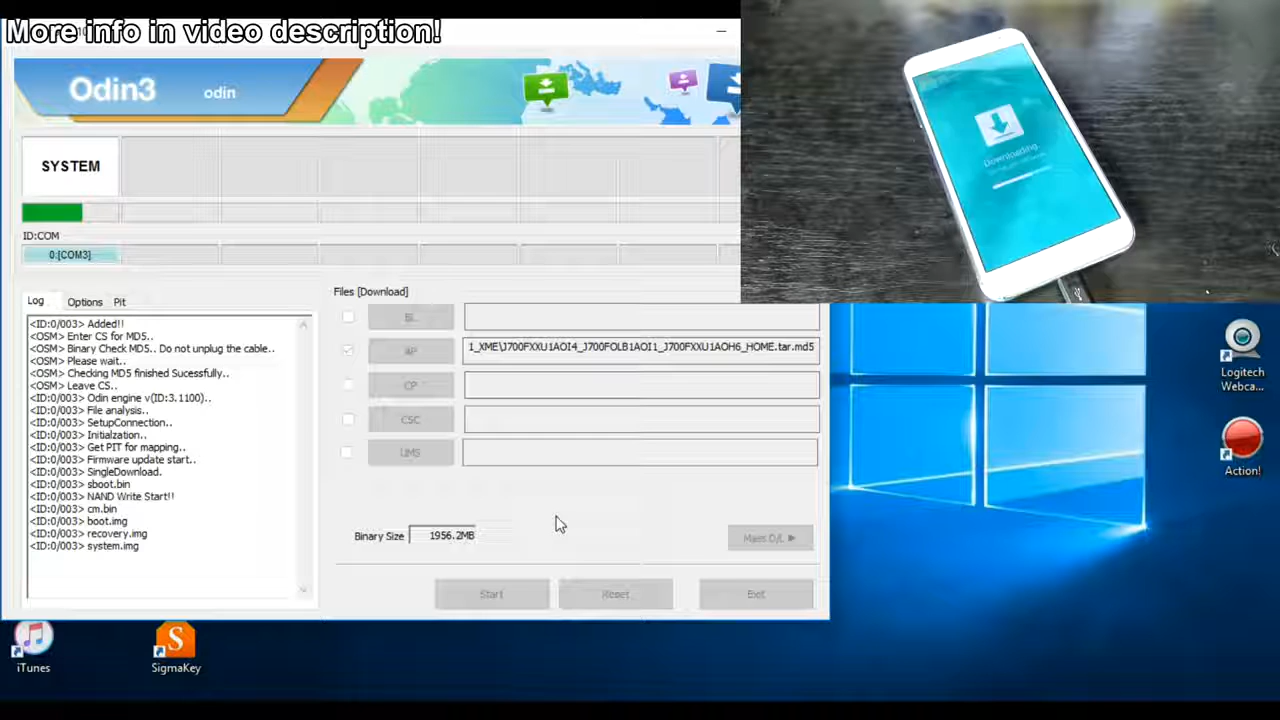 More info in video description!
Odin3
odin
SYSTEM
ID:COM
0:[COM3]
Downloading..
Log
Options
Pit
Files [Download]
<ID:0/003> Added!!
<OSM> Enter CS for MD5..
<OSM> Binary Check MD5.. Do not unplug the cable..
<OSM> Please wait..
<OSM> Checking MD5 finished Sucessfully..
<OSM> Leave CS..
<ID:0/003> Odin engine v(ID:3.1100)..
<ID:0/003> File analysis..
<ID:0/003> SetupConnection..
<ID:0/003> Initialzation..
<ID:0/003> Get PIT for mapping..
<ID:0/003> Firmware update start..
<ID:0/003> SingleDownload.
<ID:0/003> sboot.bin
<ID:0/003> NAND Write Start!!
<ID:0/003> cm.bin
<ID:0/003> boot.img
<ID:0/003> recovery.img
<ID:0/003> system.img
BL
AP
1_XME\J700FXXU1AOI4_J700FOLB1AOI1_J700FXXU1AOH6_HOME.tar.md5
CP
CSC
UMS
Binary Size
1956.2MB
Mass D/L
Start
Reset
Exit
Logitech
Webca...
Action!
iTunes
SigmaKey